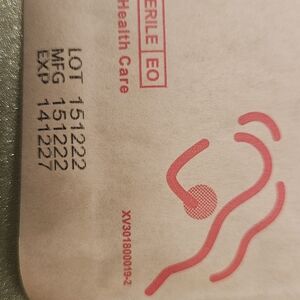 ERILE EO
Health Care
LOT 151222
MFG 151222
EXP 141227
XV301800019-2